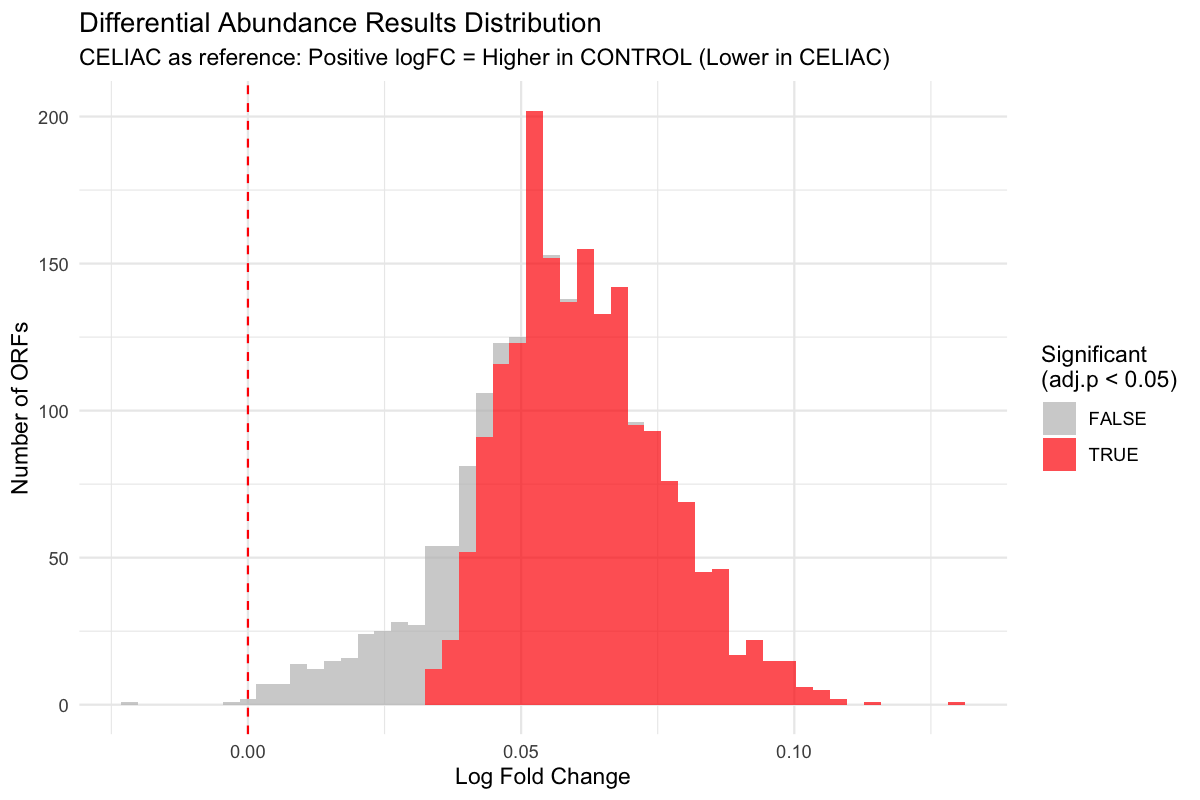 Differential Abundance Results Distribution
CELIAC as reference: Positive logFC = Higher in CONTROL (Lower in CELIAC)
Number of ORFs
200
150
100
50
0
0.00
0.05
0.10
Log Fold Change
Significant
(adj.p < 0.05)
FALSE
TRUE